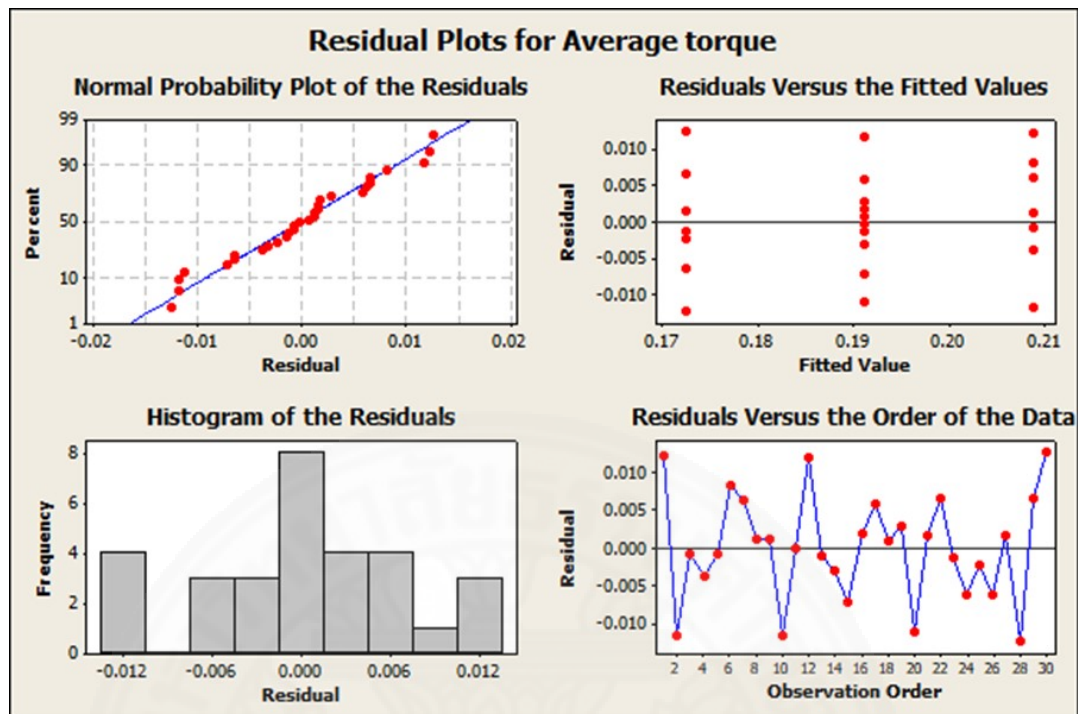 Residual Plots for Average torque
Normal Probability Plot of the Residuals
99
90
50
10
1
Percent
-0.02 -0.01 0.00 0.01 0.02
Residual
Residuals Versus the Fitted Values
0.010
0.005
0.000
-0.005
-0.010
Residual
0.17 0.18 0.19 0.20 0.21
Fitted Value
Histogram of the Residuals
8
6
4
2
0
Frequency
-0.012 -0.006 0.000 0.006 0.012
Residual
Residuals Versus the Order of the Data
0.010
0.005
0.000
-0.005
-0.010
Residual
2 4 6 8 10 12 14 16 18 20 22 24 26 28 30
Observation Order